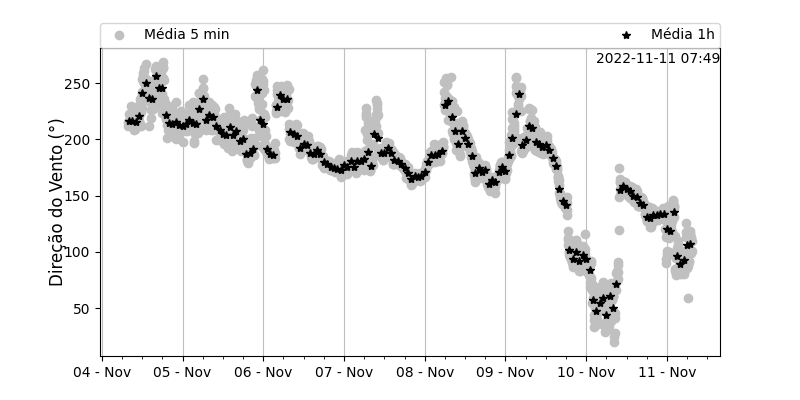 Média 5 min Média 1h
2022-11-11 07:49
Direção do Vento (°)
250
200
150
100
50
04 - Nov 05 - Nov 06 - Nov 07 - Nov 08 - Nov 09 - Nov 10 - Nov 11 - Nov